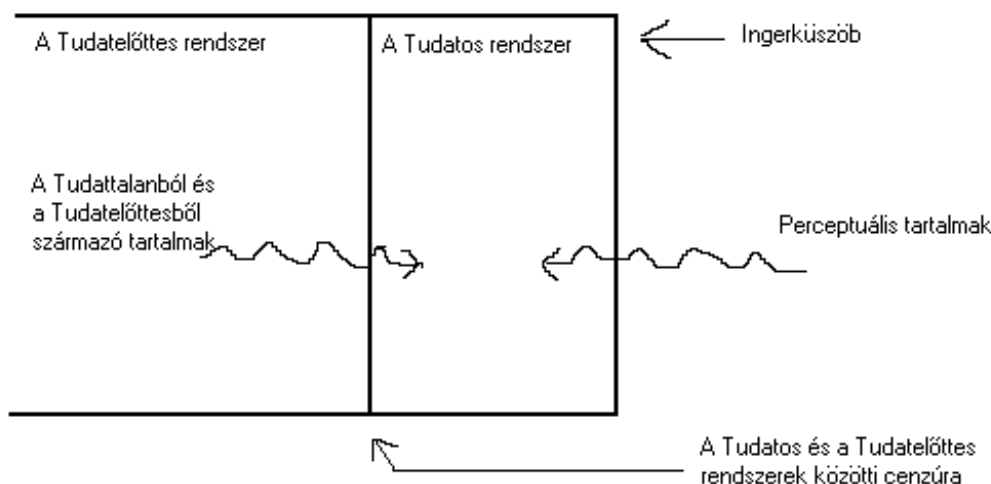 A Tudatelőttes rendszer
A Tudatos rendszer
Ingerküszöb
A Tudattalanból és
a Tudatelőttesből
származó tartalmak
Perceptuális tartalmak
A Tudatos és a Tudatelőttes
rendszerek közötti cenzúra